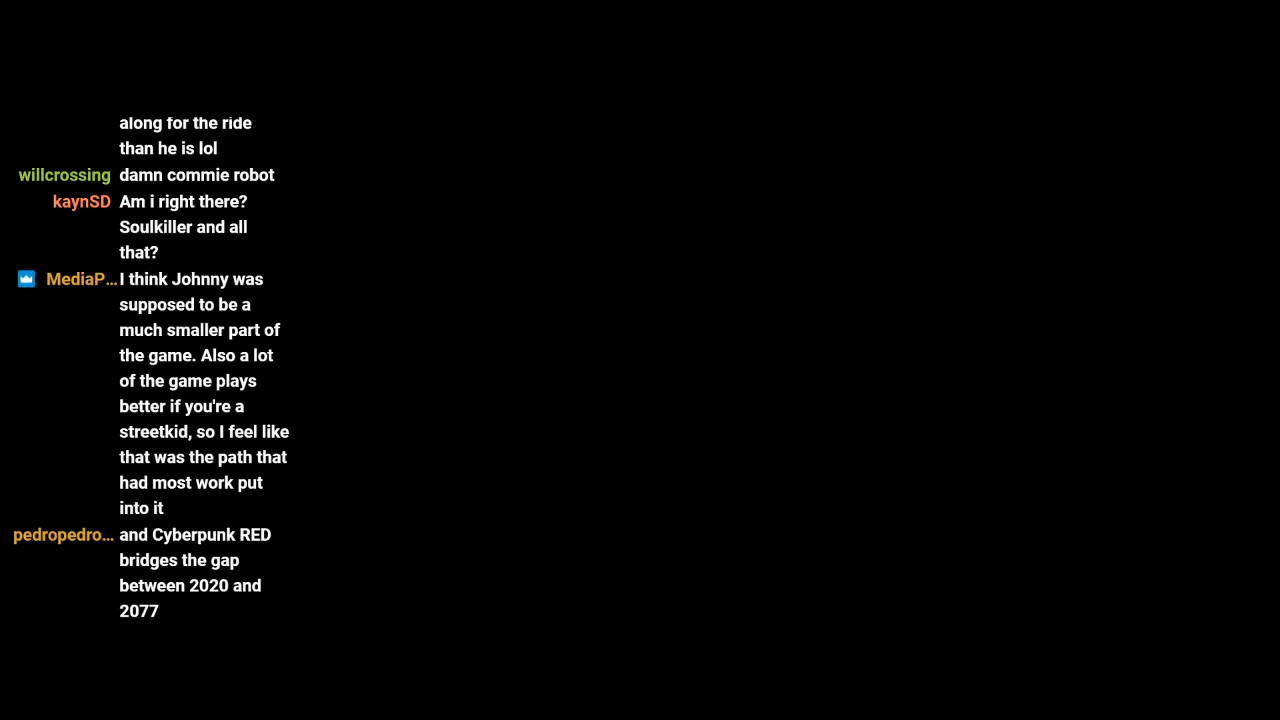 along for the ride
than he is lol
willcrossing damn commie robot
kaynSD Am i right there?
Soulkiller and all
that?
MediaP… I think Johnny was
supposed to be a
much smaller part of
the game. Also a lot
of the game plays
better if you're a
streetkid, so I feel like
that was the path that
had most work put
into it
pedropedro… and Cyberpunk RED
bridges the gap
between 2020 and
2077